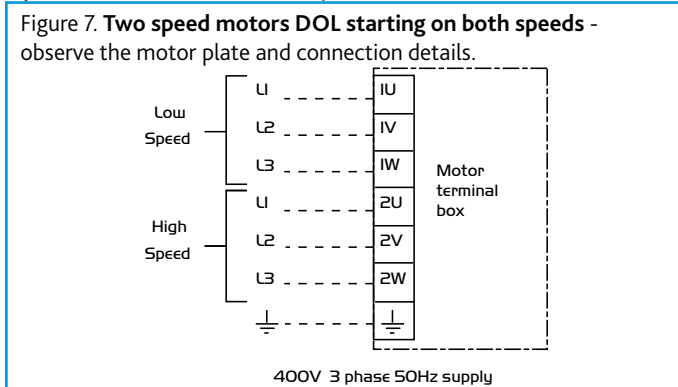 Figure 7. Two speed motors DOL starting on both speeds -
observe the motor plate and connection details.
Low
Speed
L1
1U
L2
1V
L3
1W
Motor
terminal
box
High
Speed
L1
2U
L2
2V
L3
2W
400V 3 phase 50Hz supply